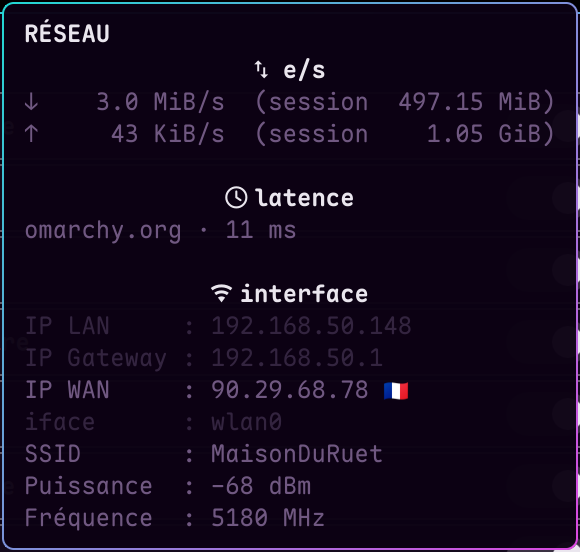 RÉSEAU
e/s
↓ 3.0 MiB/s (session 497.15 MiB)
↑ 43 KiB/s (session 1.05 GiB)
latence
omarchy.org · 11 ms
interface
IP LAN : 192.168.50.148
IP Gateway : 192.168.50.1
IP WAN : 90.29.68.78 🇫🇷
iface : wlan0
SSID : MaisonDuRuet
Puissance : -68 dBm
Fréquence : 5180 MHz